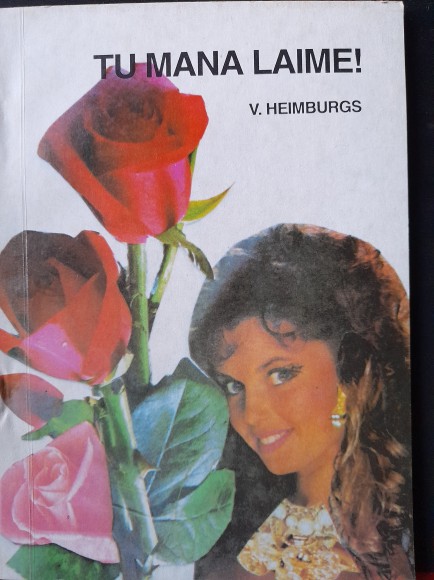 TU MANA LAIME!
V. HEIMBURGS